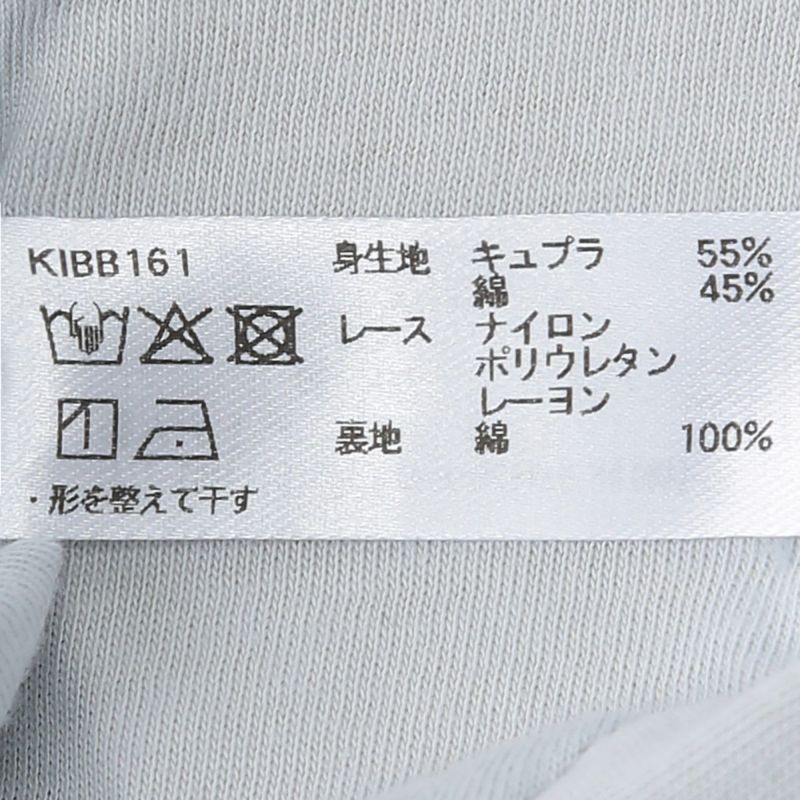 KIBB161
・形を整えて干す
身生地 キュプラ 55%
綿 45%
レース ナイロン
ポリウレタン
レーヨン
裏地 綿 100%